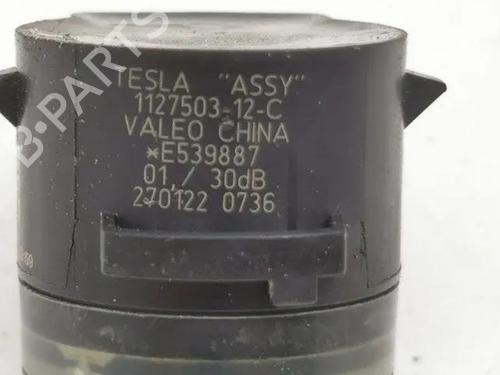 B-PARTS
TESLA "ASSY"
1127503-12-C
VALEO CHINA
*E539887
01 / 30dB
270122 0736